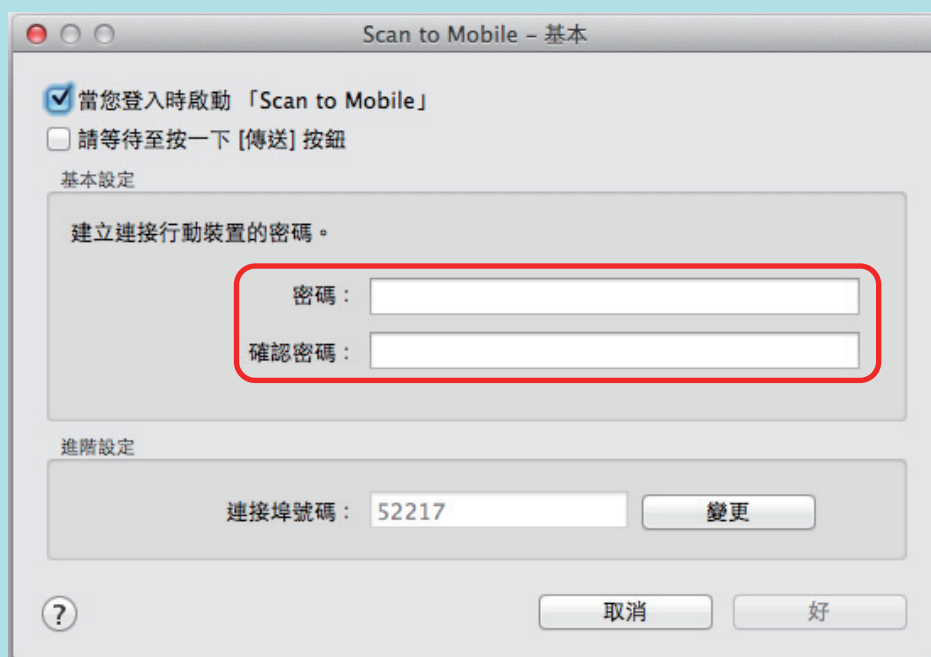 Scan to Mobile – 基本
當您登入時啟動 「Scan to Mobile」
請等待至按一下 [傳送] 按鈕
基本設定
建立連接行動裝置的密碼。
密碼：
確認密碼：
進階設定
連接埠號碼： 52217 變更
? 取消 好